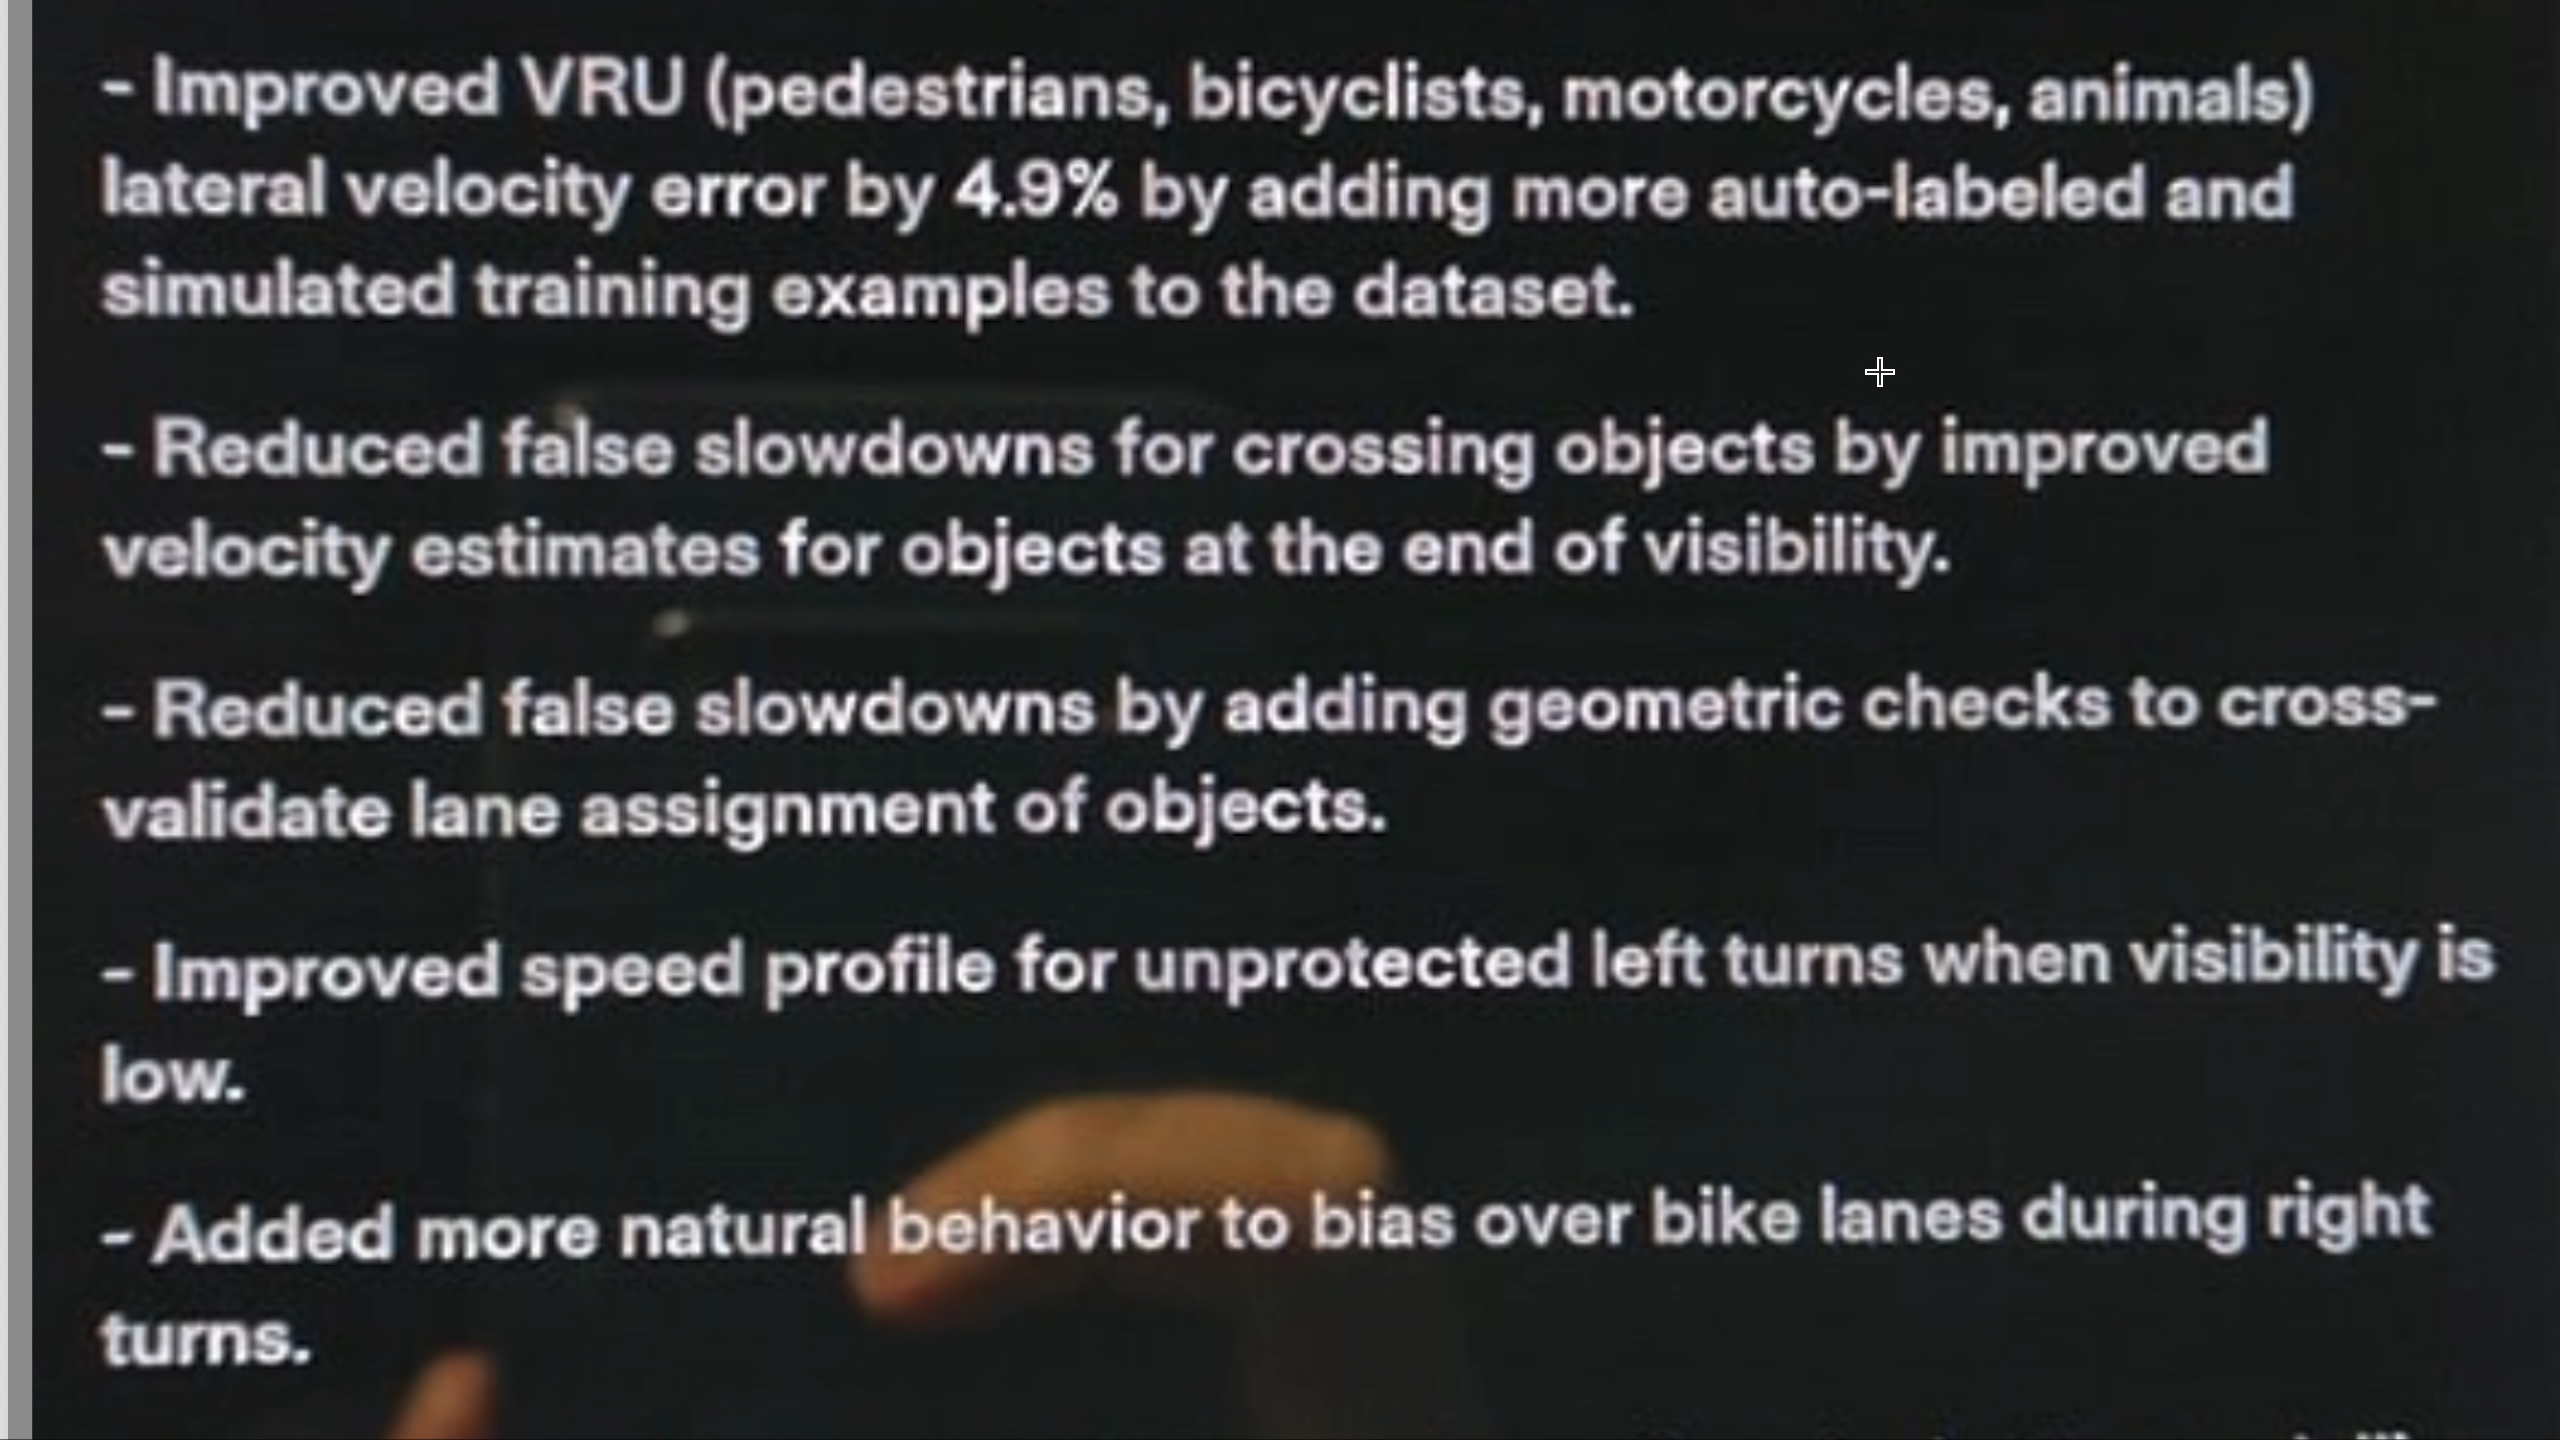 - Improved VRU (pedestrians, bicyclists, motorcycles, animals)
lateral velocity error by 4.9% by adding more auto-labeled and
simulated training examples to the dataset.
- Reduced false slowdowns for crossing objects by improved
velocity estimates for objects at the end of visibility.
- Reduced false slowdowns by adding geometric checks to cross-
validate lane assignment of objects.
- Improved speed profile for unprotected left turns when visibility is
low.
- Added more natural behavior to bias over bike lanes during right
turns.